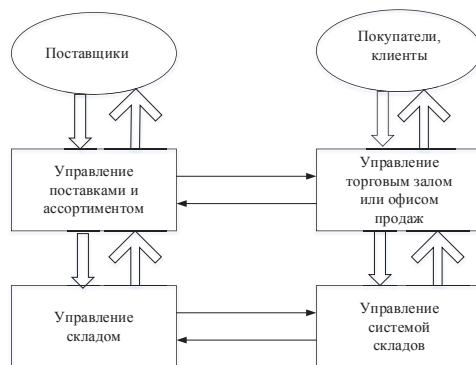 Поставщики
Покупатели,
клиенты
Управление
поставками и
ассортиментом
Управление
торговым залом
или офисом
продаж
Управление
складом
Управление
системой
складов